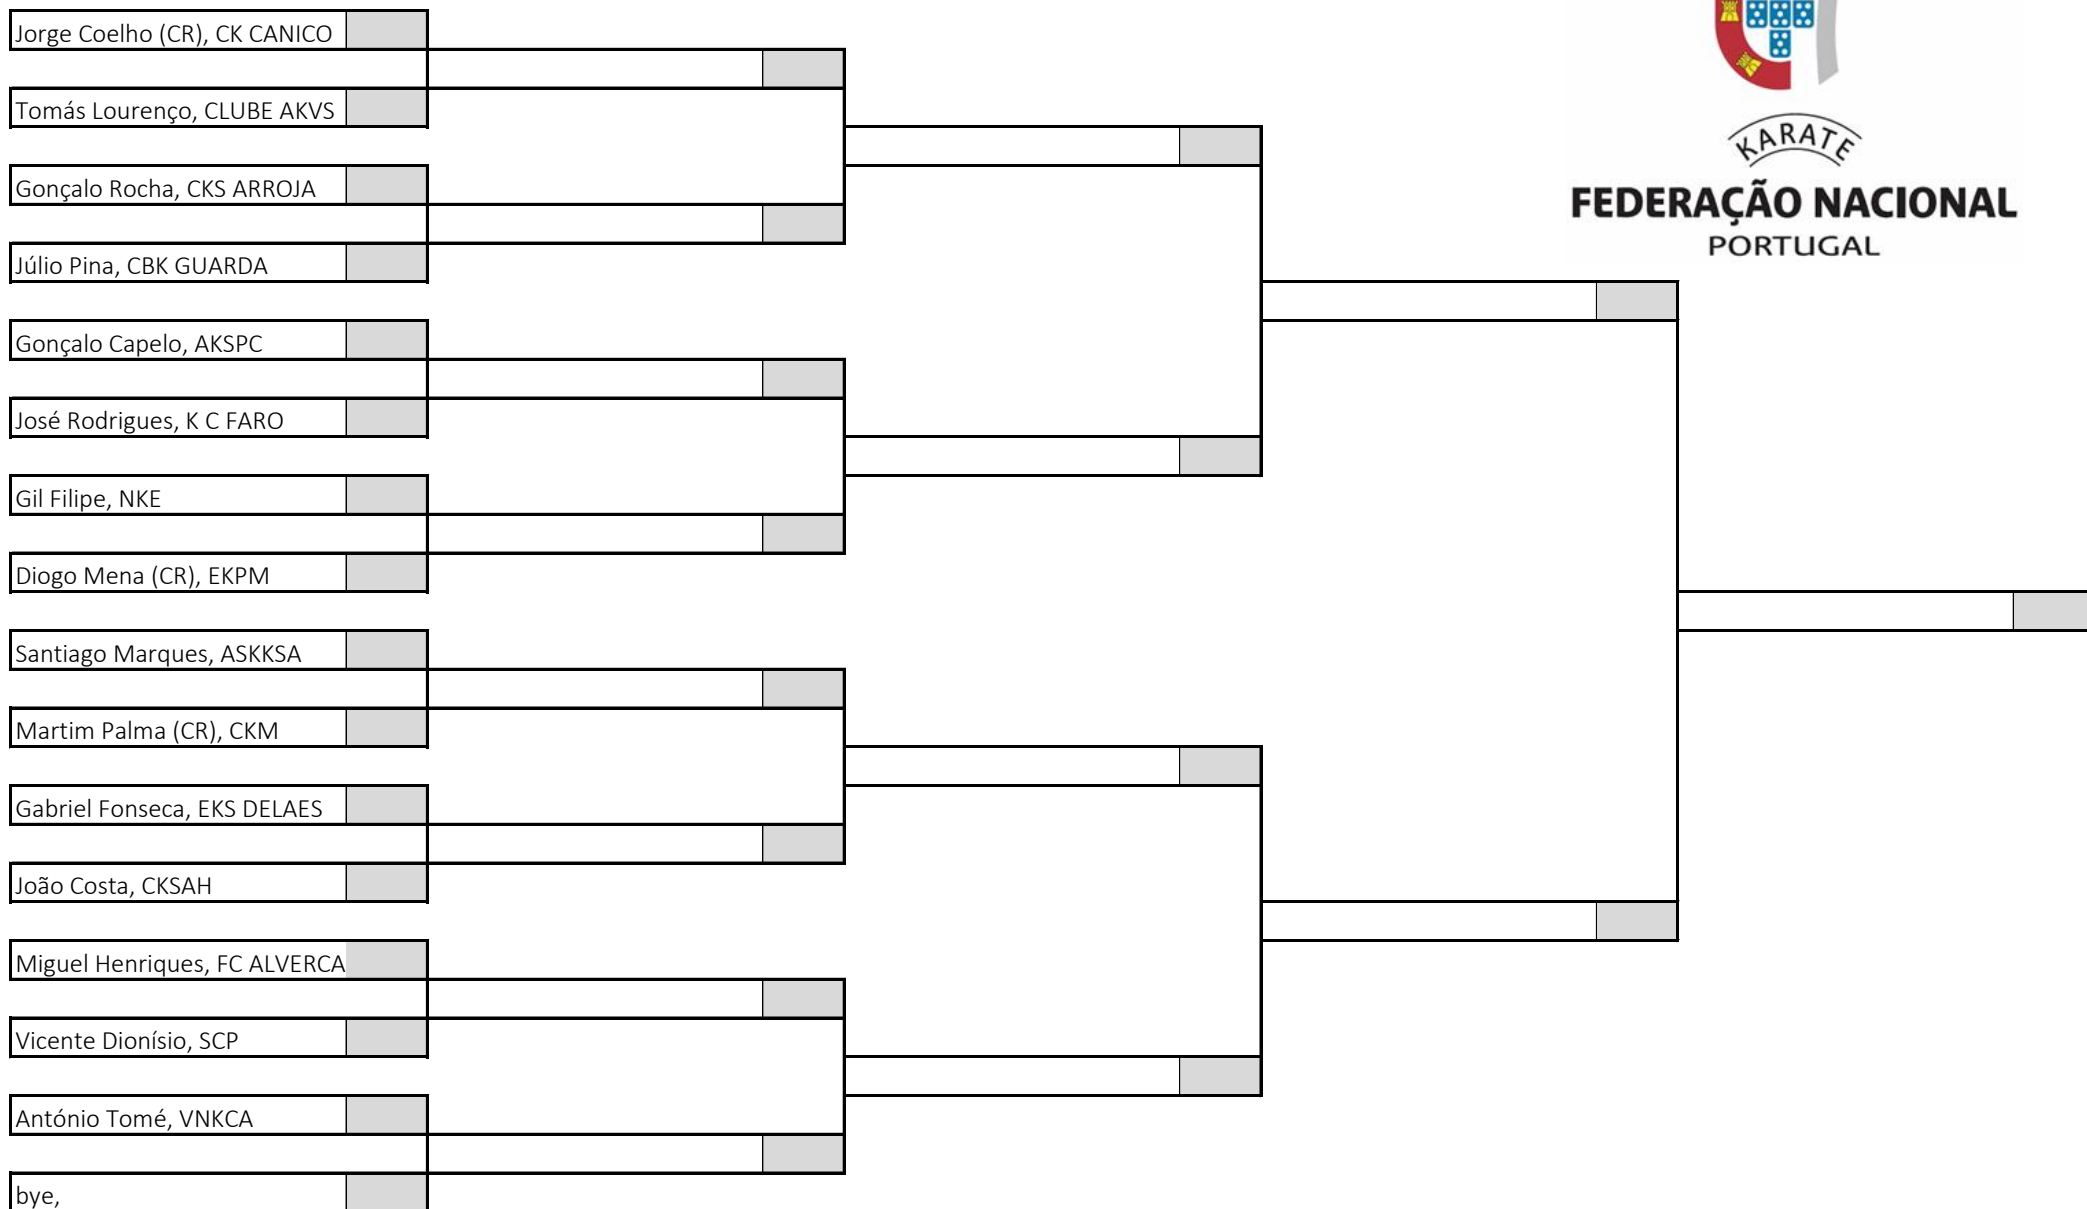 Jorge Coelho (CR), CK CANICO
Tomás Lourenço, CLUBE AKVS
Gonçalo Rocha, CKS ARROJA
Júlio Pina, CBK GUARDA
Gonçalo Capelo, AKSPC
José Rodrigues, K C FARO
Gil Filipe, NKE
Diogo Mena (CR), EKPM
Santiago Marques, ASKKSA
Martim Palma (CR), CKM
Gabriel Fonseca, EKS DELAES
João Costa, CKSAH
Miguel Henriques, FC ALVERCA
Vicente Dionísio, SCP
António Tomé, VNKCA
bye,
KARATE
FEDERAÇÃO NACIONAL
PORTUGAL